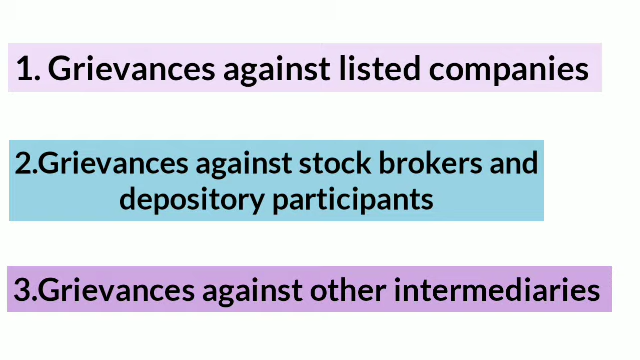 1. Grievances against listed companies
2.Grievances against stock brokers and
depository participants
3.Grievances against other intermediaries